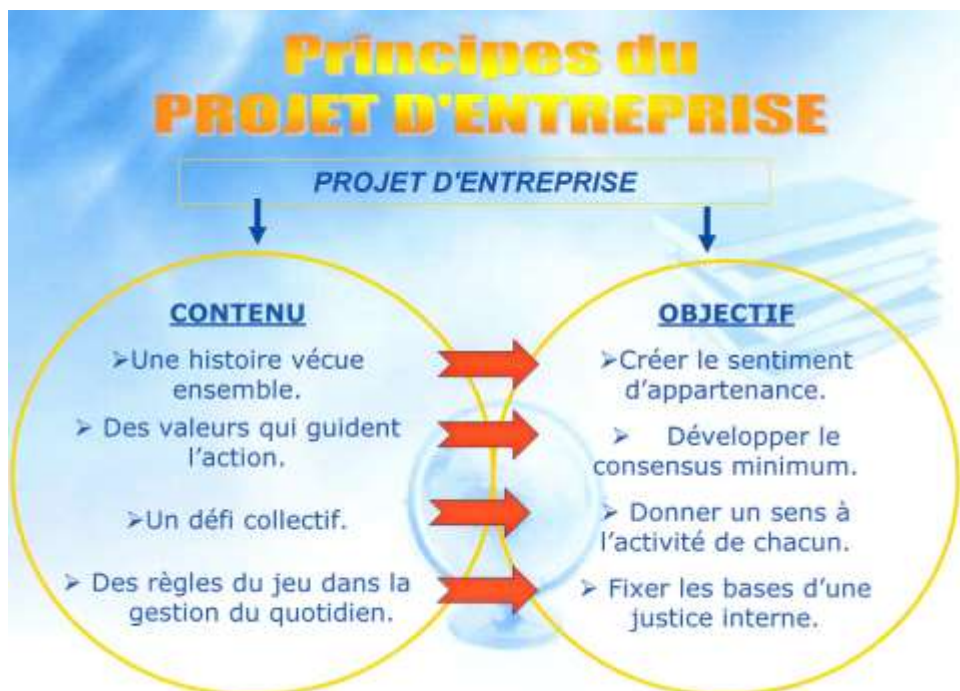 Principes du
PROJET D'ENTREPRISE
PROJET D'ENTREPRISE
CONTENU
➢Une histoire vécue
ensemble.
➢ Des valeurs qui guident
l’action.
➢Un défi collectif.
➢ Des règles du jeu dans la
gestion du quotidien.
OBJECTIF
➢Créer le sentiment
d’appartenance.
➢ Développer le
consensus minimum.
➢ Donner un sens à
l’activité de chacun.
➢ Fixer les bases d’une
justice interne.